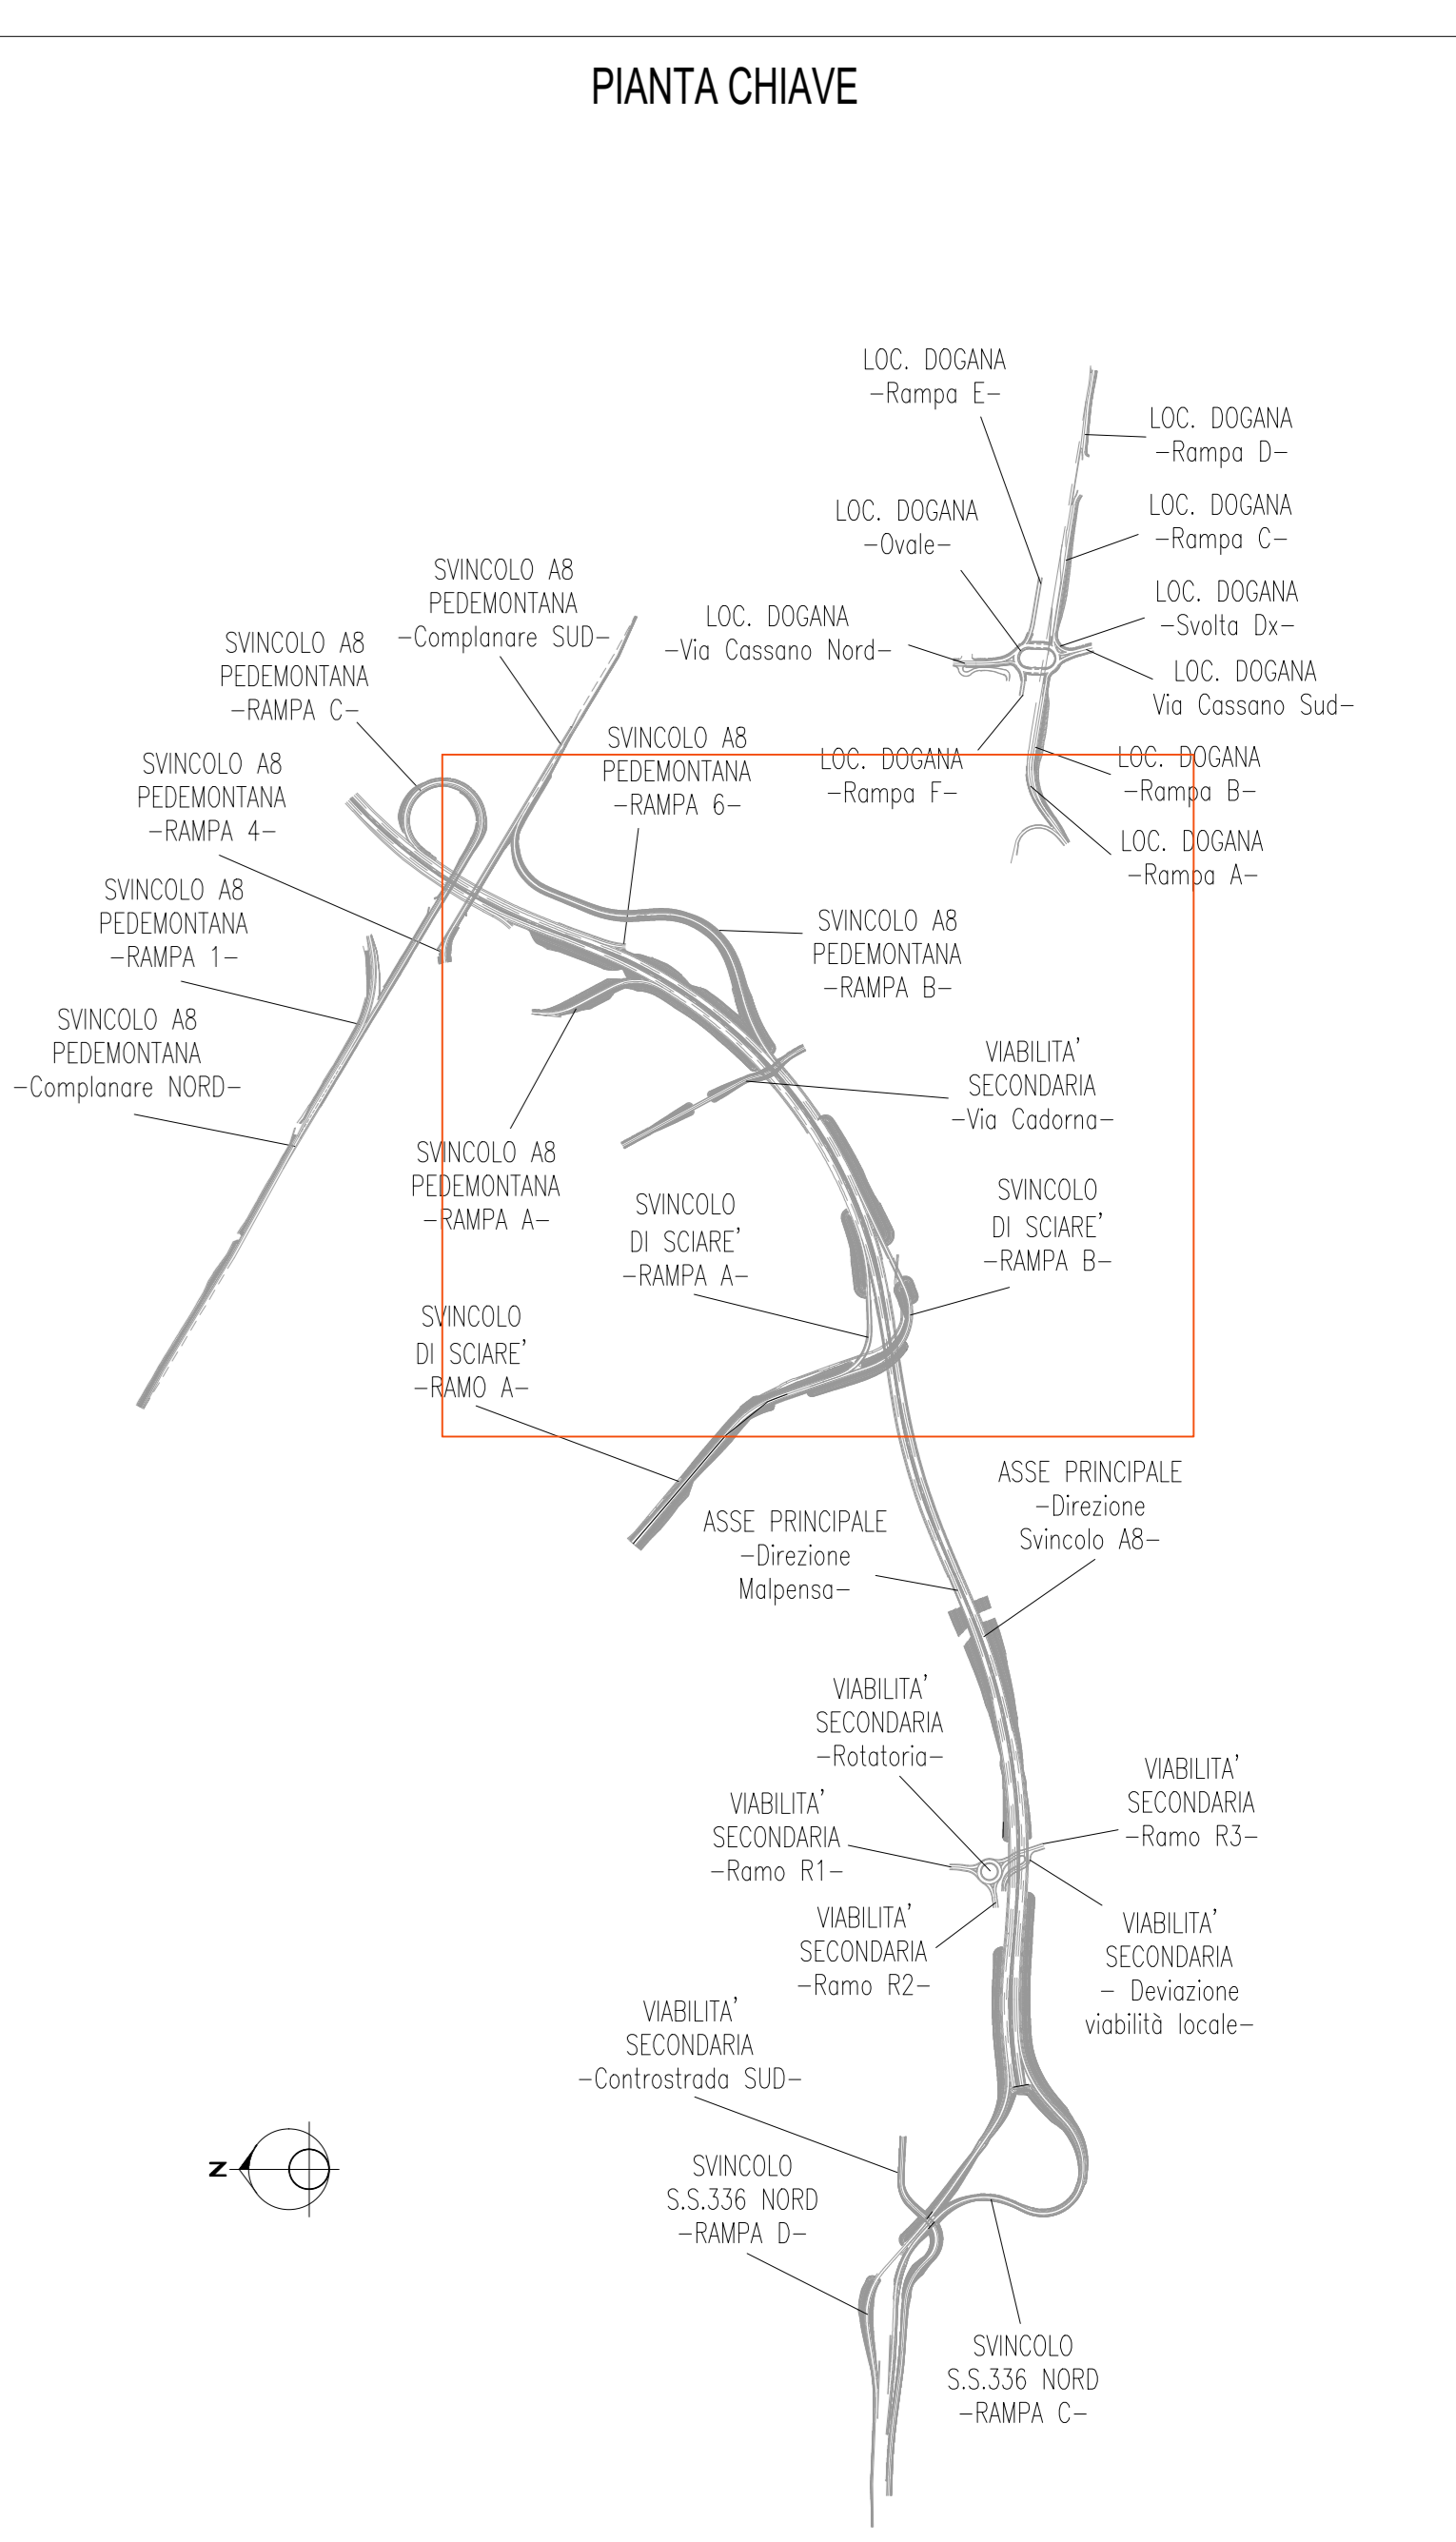 PIANTA CHIAVE
LOC. DOGANA
-Rampa E-
LOC. DOGANA
-Rampa D-
LOC. DOGANA
-Ovale-
LOC. DOGANA
-Rampa C-
SVINCOLO A8
PEDEMONTANA
-Complanare SUD-
LOC. DOGANA
-Svolta Dx-
LOC. DOGANA
-Via Cassano Nord-
SVINCOLO A8
PEDEMONTANA
-RAMPA C-
LOC. DOGANA
Via Cassano Sud-
SVINCOLO A8
PEDEMONTANA
-RAMPA 6-
SVINCOLO A8
PEDEMONTANA
-RAMPA 4-
LOC. DOGANA
-Rampa F-
LOC. DOGANA
-Rampa B-
LOC. DOGANA
-Rampa A-
SVINCOLO A8
PEDEMONTANA
-RAMPA 1-
SVINCOLO A8
PEDEMONTANA
-RAMPA B-
SVINCOLO A8
PEDEMONTANA
-Complanare NORD-
VIABILITA'
SECONDARIA
-Via Cadorna-
SVINCOLO A8
PEDEMONTANA
-RAMPA A-
SVINCOLO
DI SCIARE'
-RAMPA A-
SVINCOLO
DI SCIARE'
-RAMPA B-
SVINCOLO
DI SCIARE'
-RAMO A-
ASSE PRINCIPALE
-Direzione
Svincolo A8-
ASSE PRINCIPALE
-Direzione
Malpensa-
VIABILITA'
SECONDARIA
-Rotatoria-
VIABILITA'
SECONDARIA
-Ramo R3-
VIABILITA'
SECONDARIA
-Ramo R1-
VIABILITA'
SECONDARIA
-Ramo R2-
VIABILITA'
SECONDARIA
- Deviazione
viabilità locale-
VIABILITA'
SECONDARIA
-Controstrada SUD-
N
SVINCOLO
S.S.336 NORD
-RAMPA D-
SVINCOLO
S.S.336 NORD
-RAMPA C-